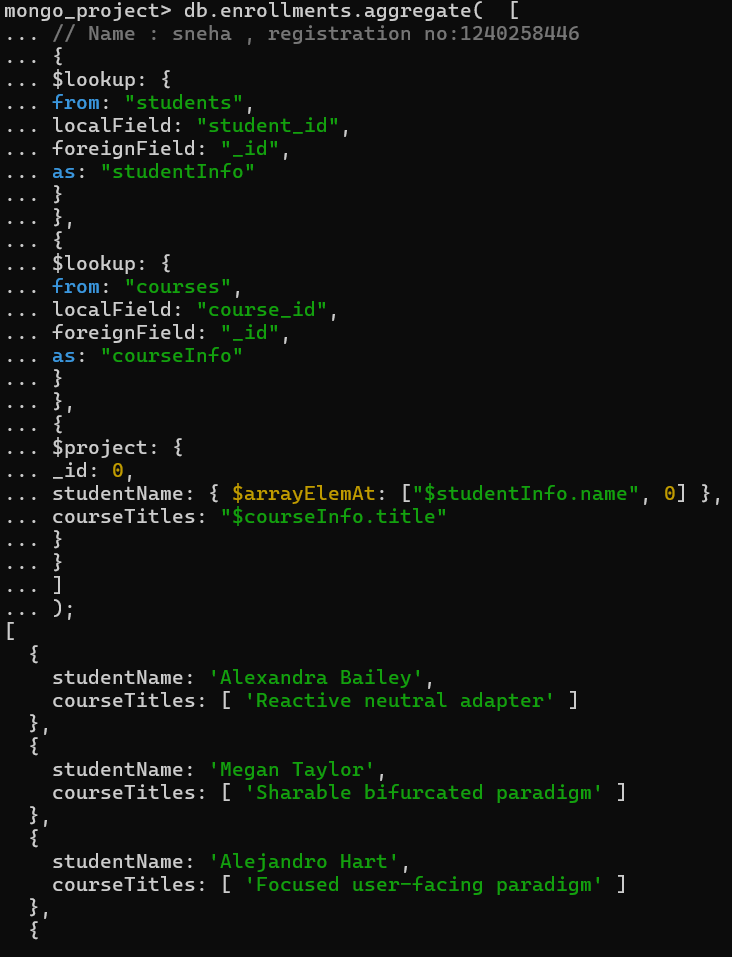 mongo_project> db.enrollments.aggregate(  [
... // Name : sneha , registration no:1240258446
... {
... $lookup: {
... from: "students",
... localField: "student_id",
... foreignField: "_id",
... as: "studentInfo"
... }
... },
... {
... $lookup: {
... from: "courses",
... localField: "course_id",
... foreignField: "_id",
... as: "courseInfo"
... }
... },
... {
... $project: {
... _id: 0,
... studentName: { $arrayElemAt: ["$studentInfo.name", 0] },
... courseTitles: "$courseInfo.title"
... }
... }
... ]
... );
[
  {
    studentName: 'Alexandra Bailey',
    courseTitles: [ 'Reactive neutral adapter' ]
  },
  {
    studentName: 'Megan Taylor',
    courseTitles: [ 'Sharable bifurcated paradigm' ]
  },
  {
    studentName: 'Alejandro Hart',
    courseTitles: [ 'Focused user-facing paradigm' ]
  },
  {